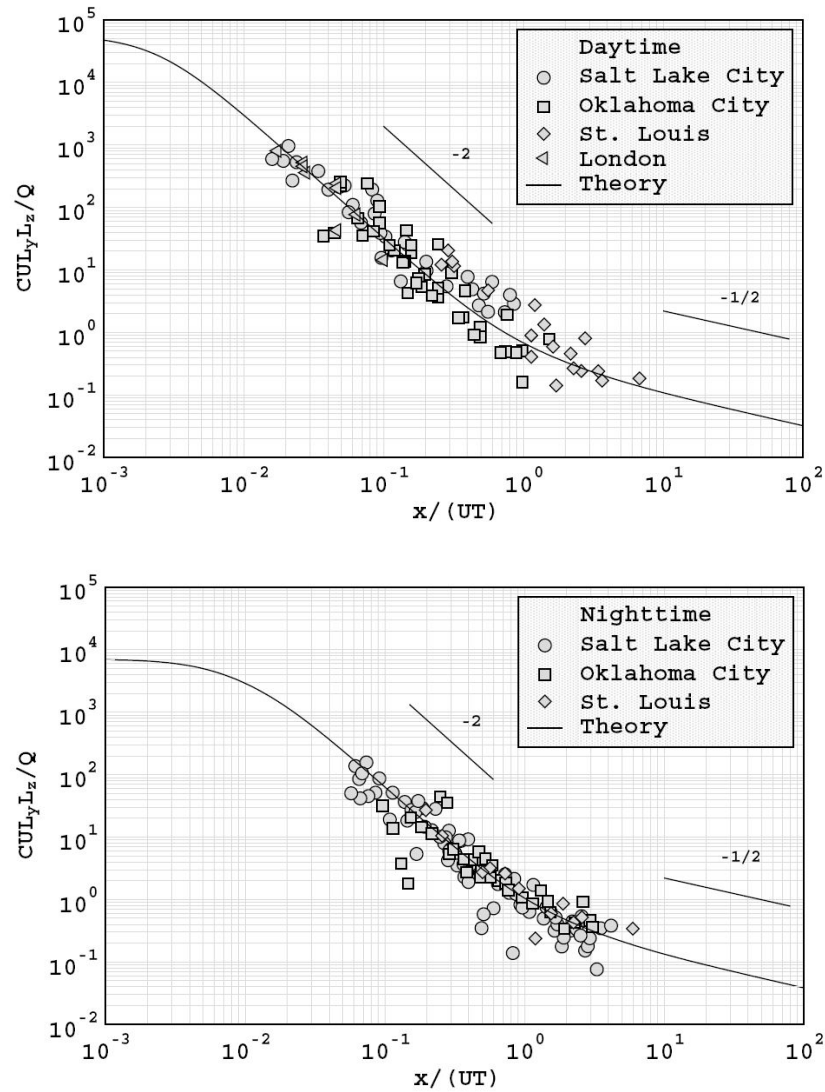 10^5
10^4
10^3
10^2
10^1
10^0
10^-1
10^-2
CUL_yL_z/Q
Daytime
Salt Lake City
Oklahoma City
St. Louis
London
Theory
-2
-1/2
10^-3
10^-2
10^-1
10^0
10^1
10^2
x/(UT)
10^5
10^4
10^3
10^2
10^1
10^0
10^-1
10^-2
CUL_yL_z/Q
Nighttime
Salt Lake City
Oklahoma City
St. Louis
Theory
-2
-1/2
10^-3
10^-2
10^-1
10^0
10^1
10^2
x/(UT)